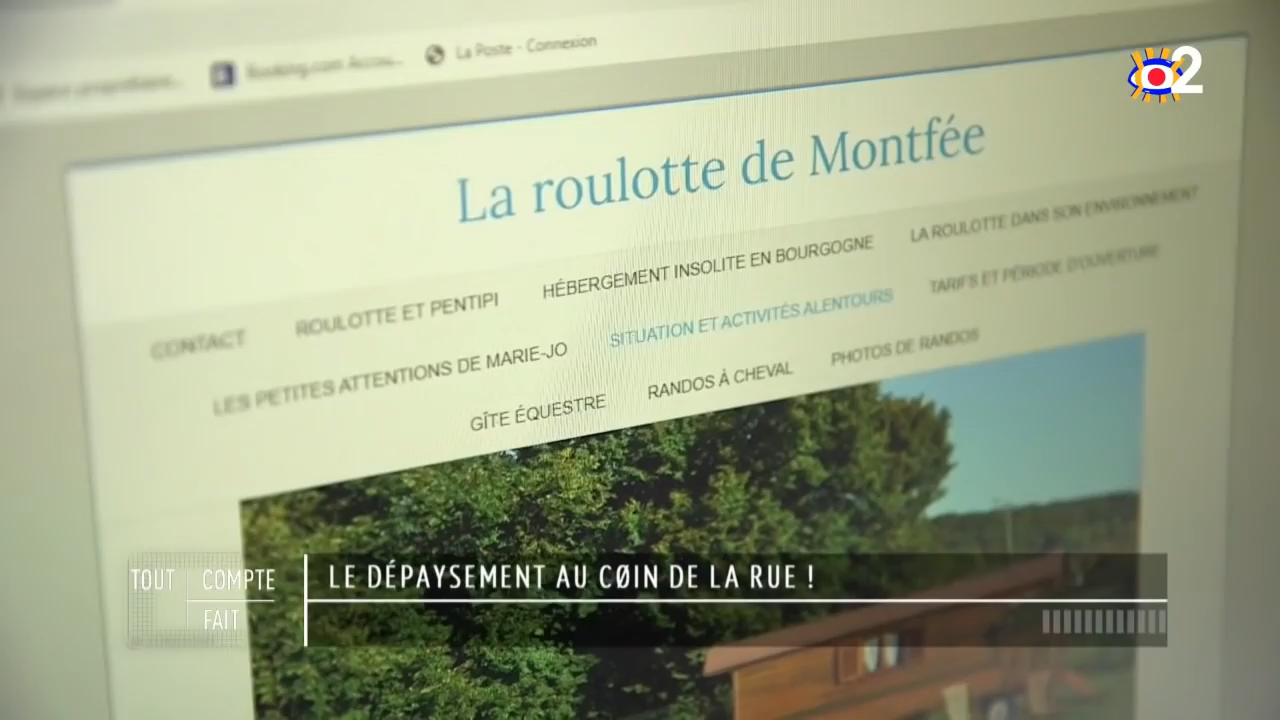 La Poste - Connexion
2
La roulotte de Montfée
CONTACT ROULOTTE ET PENTIPI HÉBERGEMENT INSOLITE EN BOURGOGNE LA ROULOTTE DANS SON ENVIRONNEMENT
LES PETITES ATTENTIONS DE MARIE-JO SITUATION ET ACTIVITÉS ALENTOURS TARIFS ET PÉRIODE D'OUVERTURE
GÎTE ÉQUESTRE RANDOS À CHEVAL PHOTOS DE RANDOS
TOUT COMPTE
FAIT
LE DÉPAYSEMENT AU CØIN DE LA RUE !